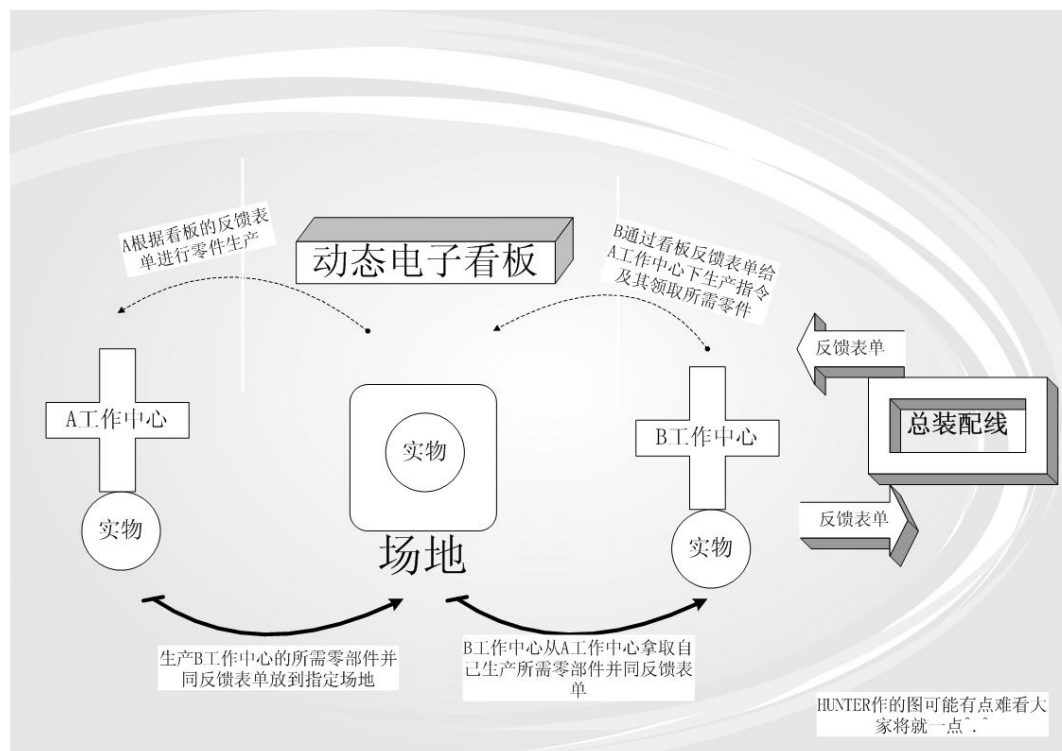 A根据看板的反馈表
单进行零件生产
动态电子看板
B通过看板反馈表单给
A工作中心下生产指令
及其领取所需零件
反馈表单
A工作中心
实物
B工作中心
总装配线
实物
场地
实物
反馈表单
生产B工作中心的所需零部件并
同反馈表单放到指定场地
B工作中心从A工作中心拿取自
己生产所需零部件并同反馈表
单
HUNTER作的图可能有点难看大
家将就一点^.^